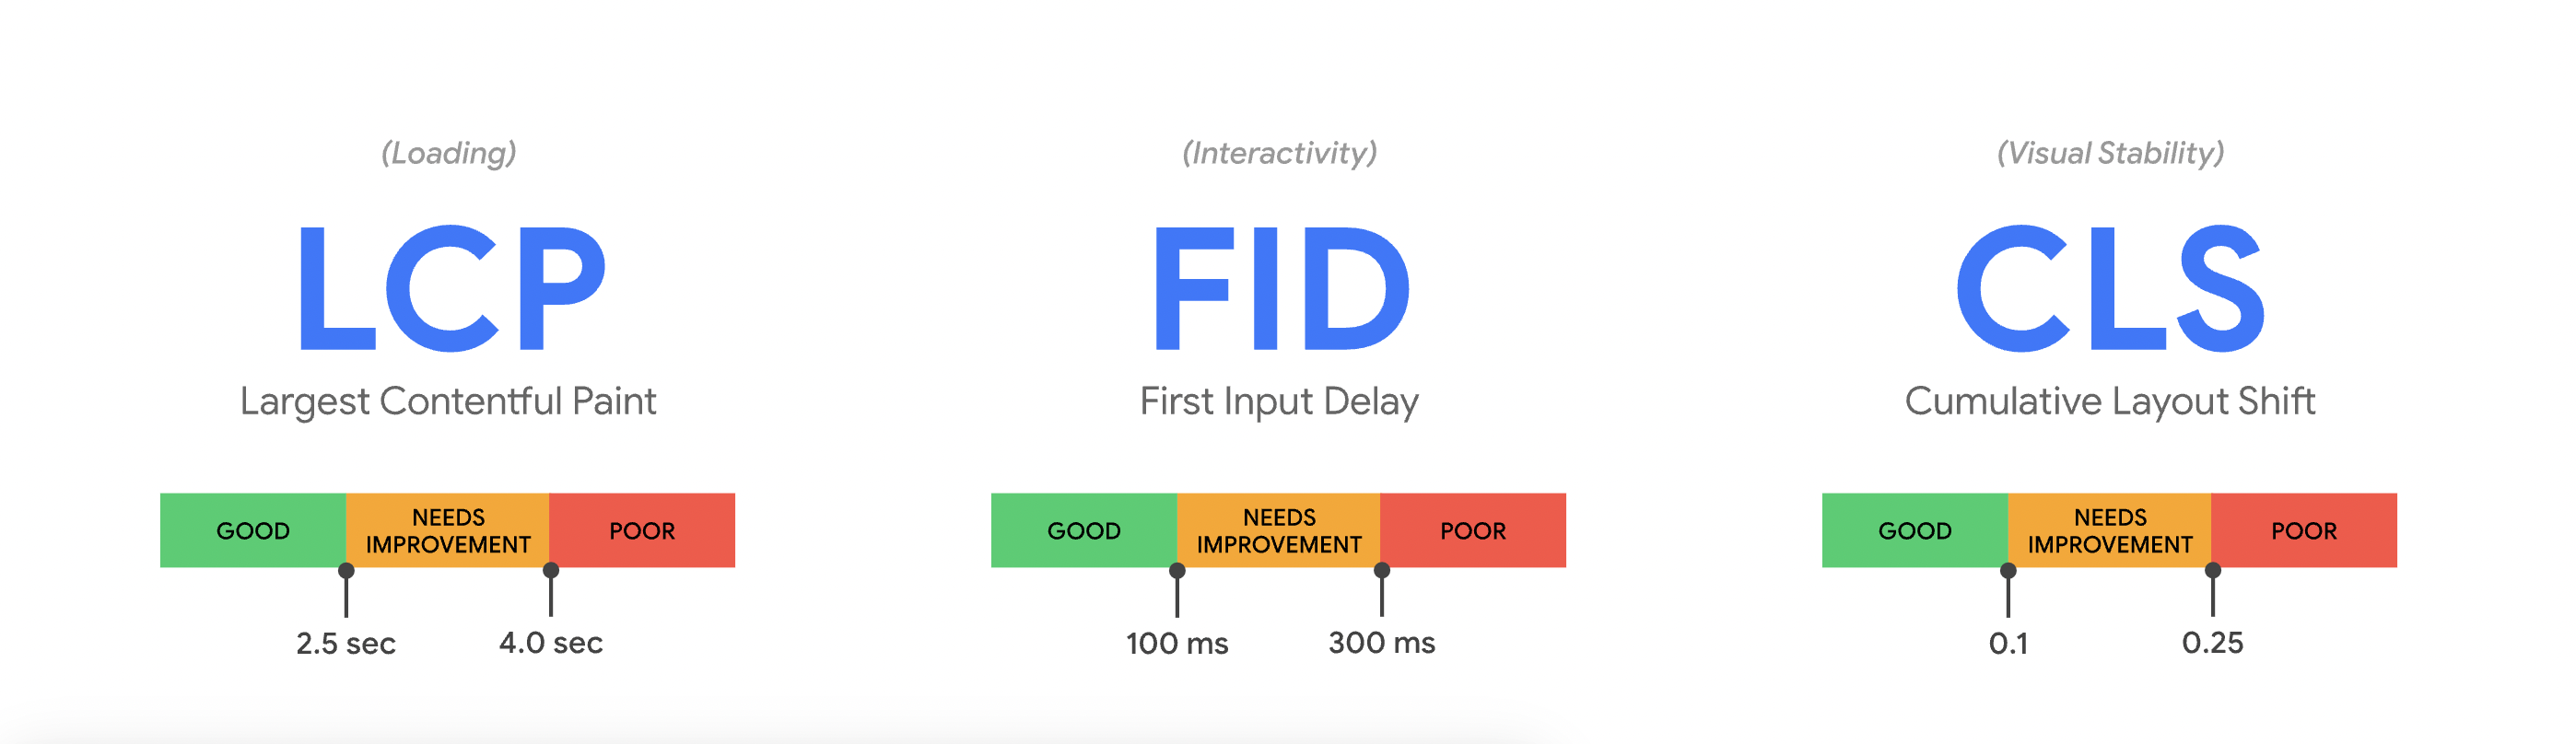 (Loading)
LCP
Largest Contentful Paint
GOOD
NEEDS
IMPROVEMENT
POOR
2.5 sec
4.0 sec
(Interactivity)
FID
First Input Delay
GOOD
NEEDS
IMPROVEMENT
POOR
100 ms
300 ms
(Visual Stability)
CLS
Cumulative Layout Shift
GOOD
NEEDS
IMPROVEMENT
POOR
0.1
0.25